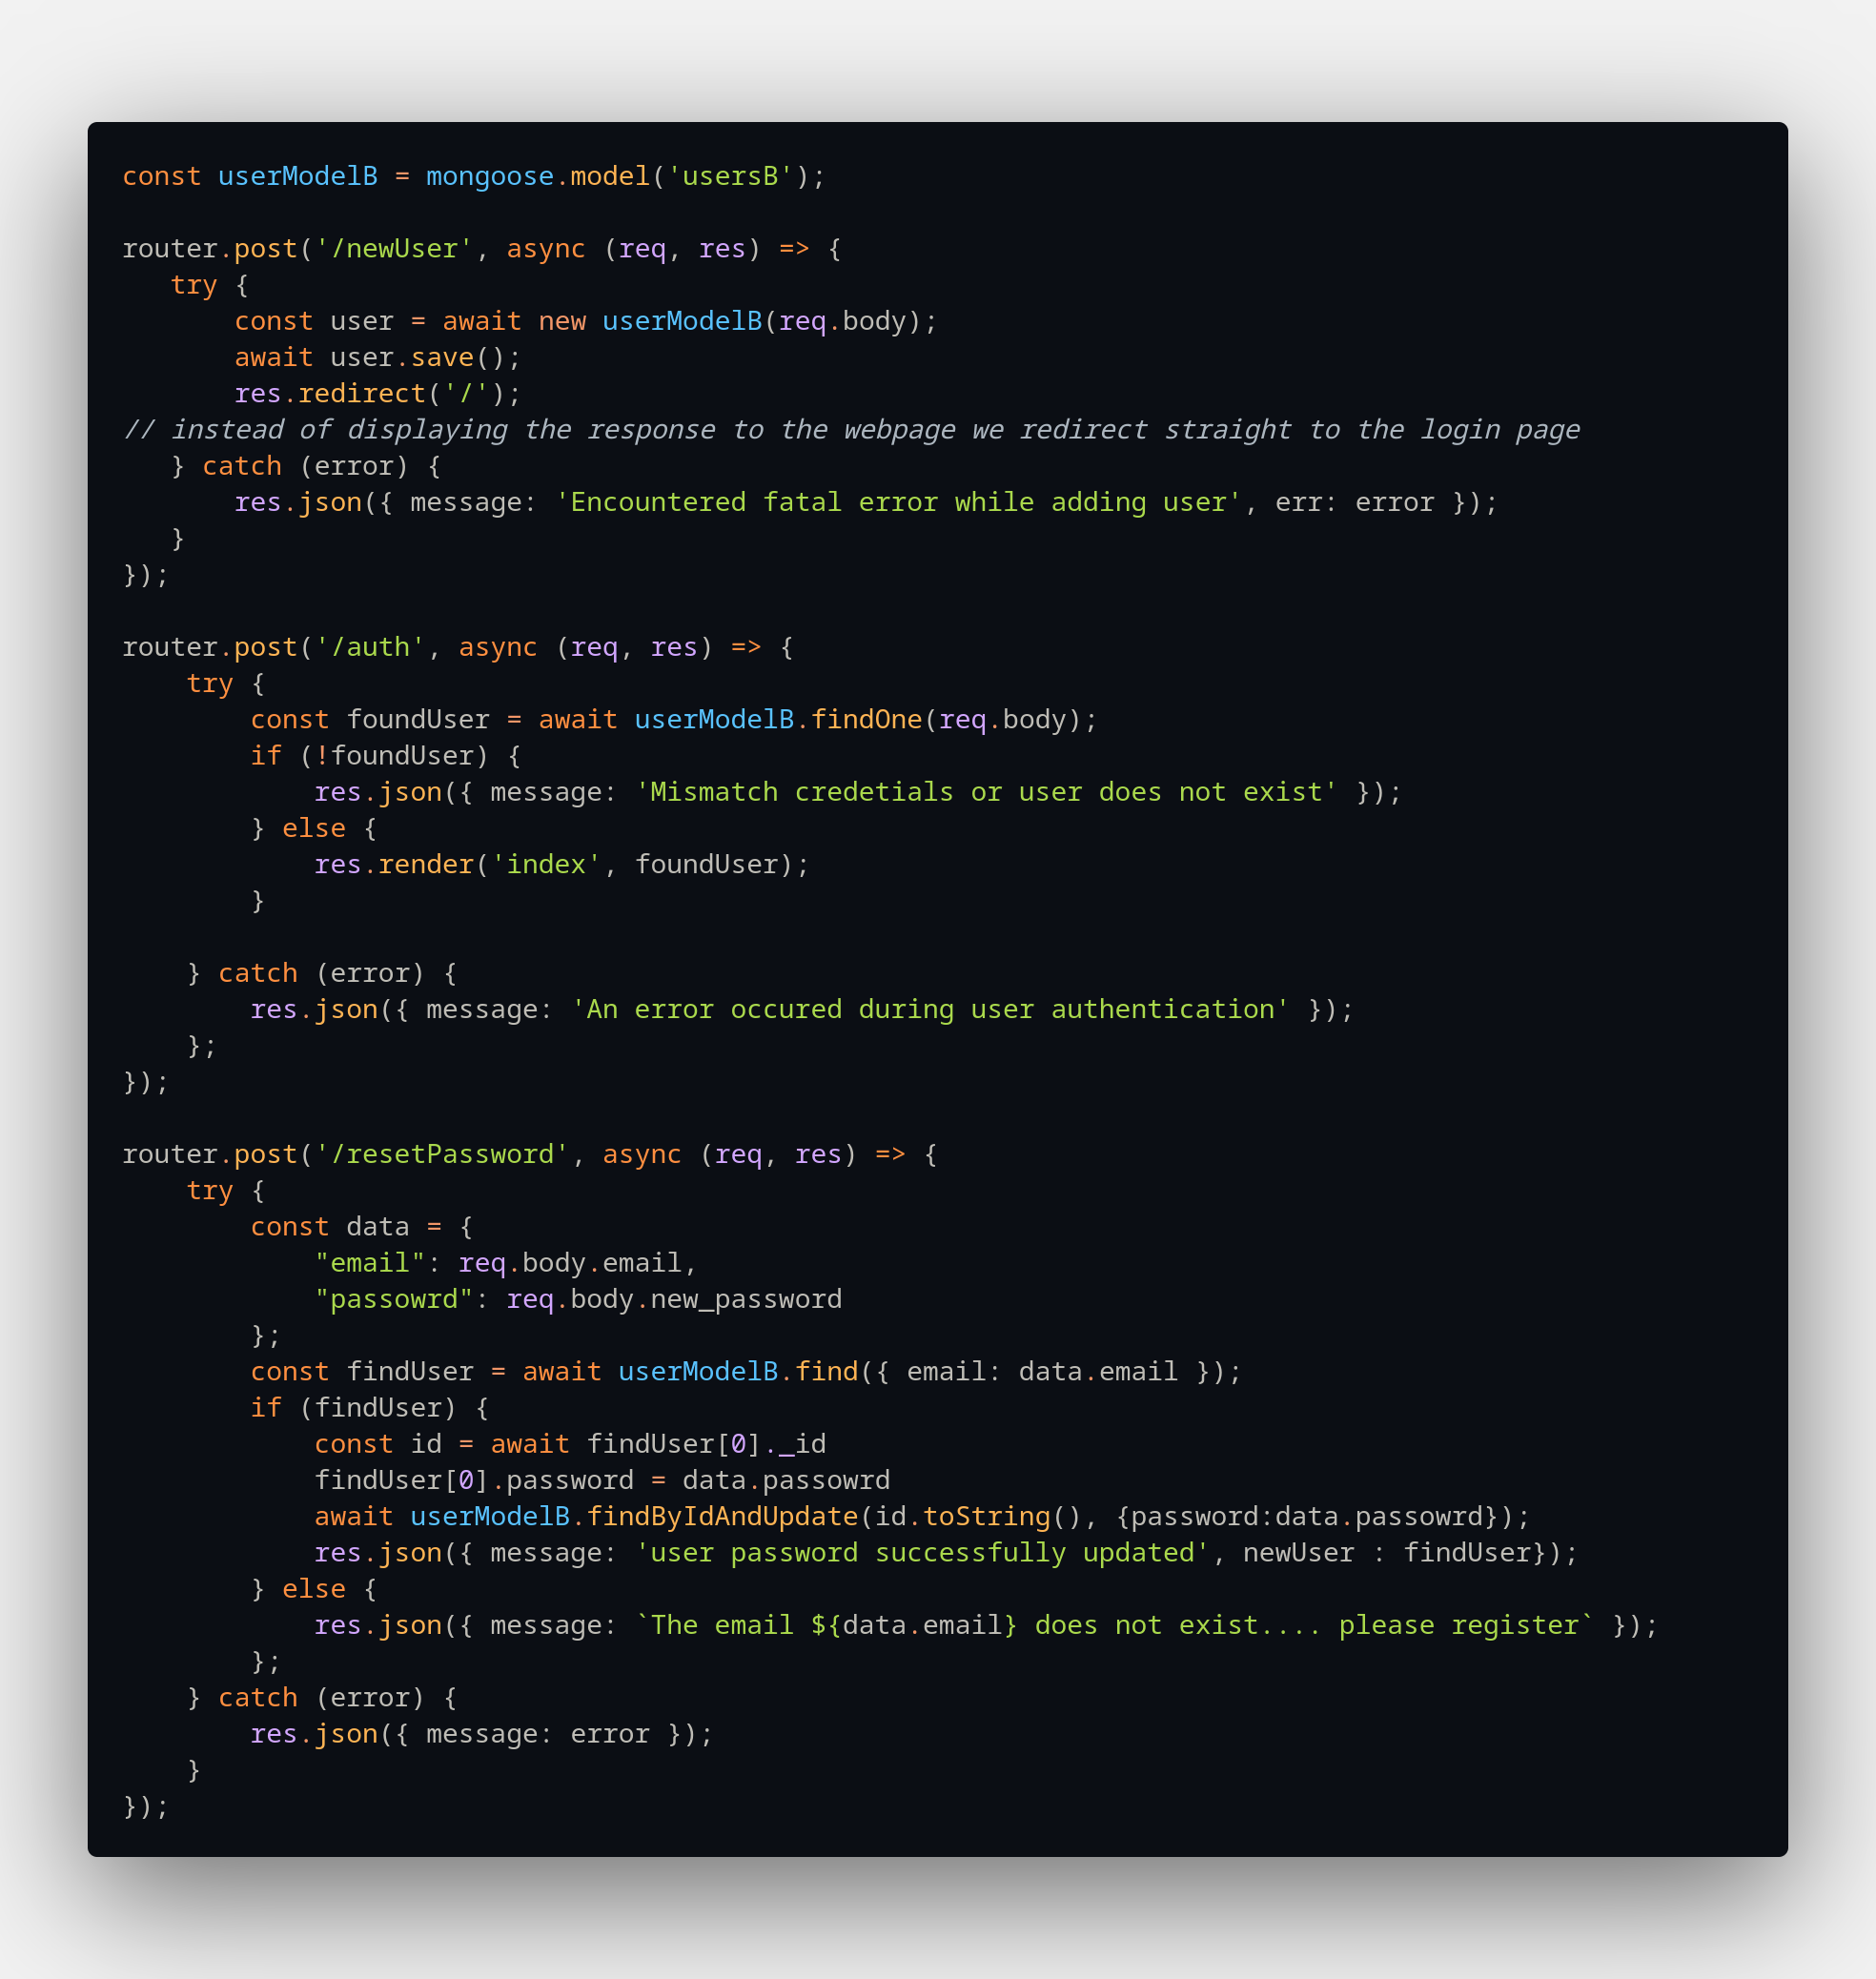 const userModelB = mongoose.model('usersB');

router.post('/newUser', async (req, res) => {
   try {
       const user = await new userModelB(req.body);
       await user.save();
       res.redirect('/');
// instead of displaying the response to the webpage we redirect straight to the login page
   } catch (error) {
       res.json({ message: 'Encountered fatal error while adding user', err: error });
   }
});

router.post('/auth', async (req, res) => {
    try {
        const foundUser = await userModelB.findOne(req.body);
        if (!foundUser) {
            res.json({ message: 'Mismatch credetials or user does not exist' });
        } else {
            res.render('index', foundUser);
        }

    } catch (error) {
        res.json({ message: 'An error occured during user authentication' });
    };
});

router.post('/resetPassword', async (req, res) => {
    try {
        const data = {
            "email": req.body.email,
            "passowrd": req.body.new_password
        };
        const findUser = await userModelB.find({ email: data.email });
        if (findUser) {
            const id = await findUser[0]._id
            findUser[0].password = data.passowrd
            await userModelB.findByIdAndUpdate(id.toString(), {password:data.passowrd});
            res.json({ message: 'user password successfully updated', newUser : findUser});
        } else {
            res.json({ message: `The email ${data.email} does not exist.... please register` });
        };
    } catch (error) {
        res.json({ message: error });
    }
});